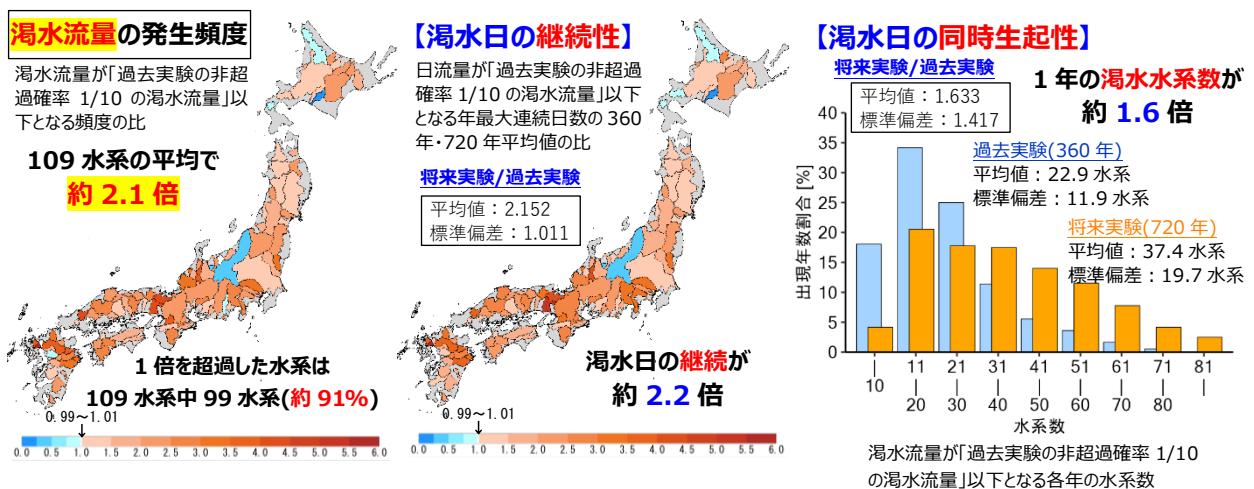 渇水流量の発生頻度
渇水流量が「過去実験の非超
過確率 1/10 の渇水流量」以
下となる頻度の比
109 水系の平均で
約 2.1 倍
1 倍を超過した水系は
109 水系中 99 水系(約 91%)
0.99～1.01
0.0 0.5 1.0 1.5 2.0 2.5 3.0 3.5 4.0 4.5 5.0 6.0
【渇水日の継続性】
日流量が「過去実験の非超過確
率 1/10 の渇水流量」以下
となる年最大連続日数の 360
年・720 年平均値の比
将来実験/過去実験
平均値：2.152
標準偏差：1.011
渇水日の継続が
約 2.2 倍
0.99～1.01
0.0 0.5 1.0 1.5 2.0 2.5 3.0 3.5 4.0 4.5 5.0 6.0
【渇水日の同時生起性】
将来実験/過去実験
平均値：1.633
標準偏差：1.417
1 年の渇水水系数が
約 1.6 倍
過去実験(360 年)
平均値：22.9 水系
標準偏差：11.9 水系
将来実験(720 年)
平均値：37.4 水系
標準偏差：19.7 水系
出現年数割合 [%]
40
35
30
25
20
15
10
5
0
1 11 21 31 41 51 61 71 81
| | | | | | | | |
10 20 30 40 50 60 70 80
水系数
渇水流量が「過去実験の非超過確率 1/10
の渇水流量」以下となる各年の水系数